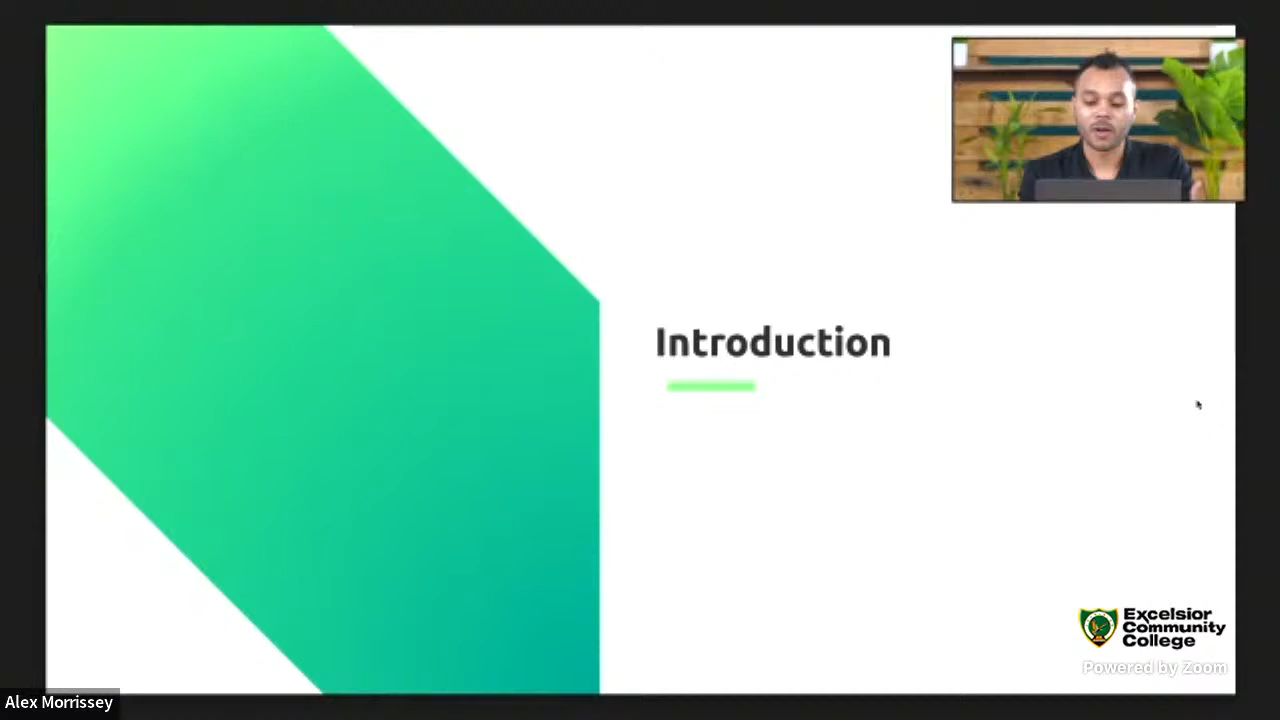 Introduction
Excelsior
Community
College
Powered by Zoom
Alex Morrissey